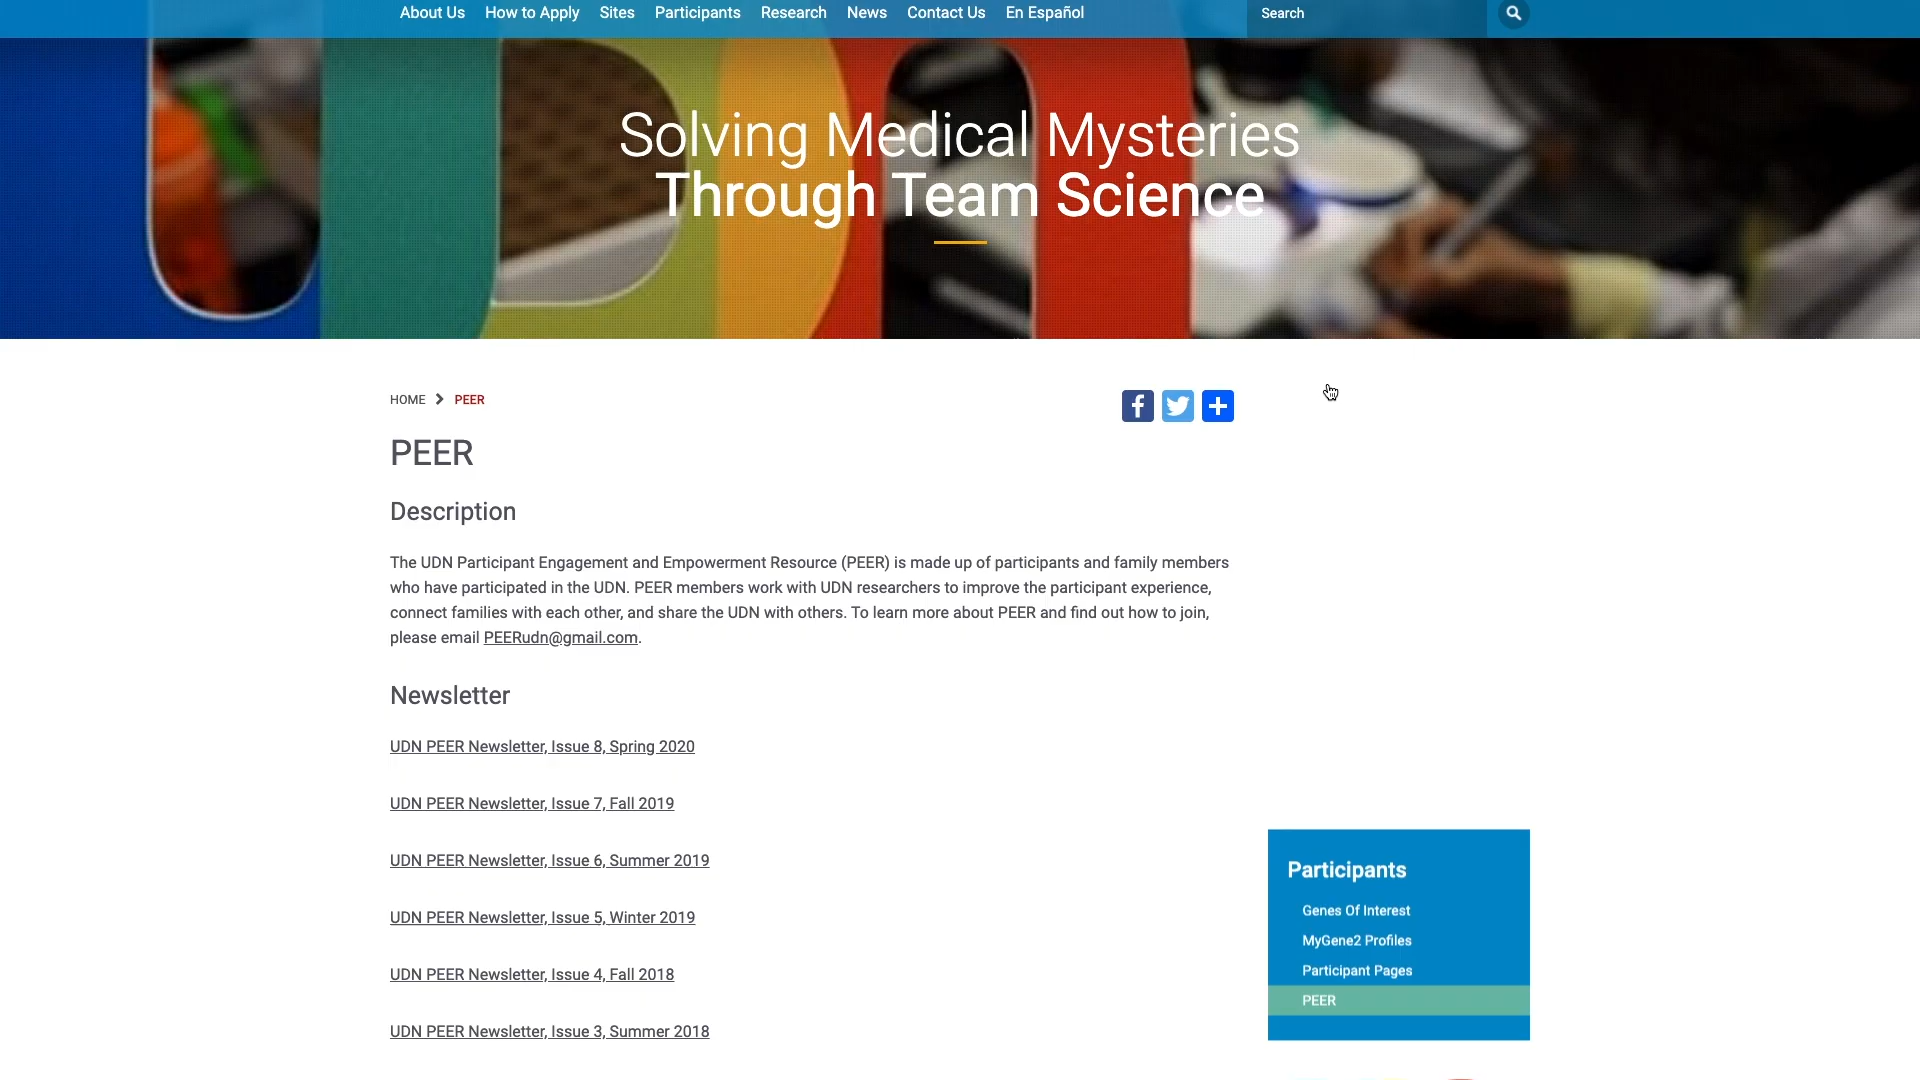 About Us How to Apply Sites Participants Research News Contact Us En Español Search
Solving Medical Mysteries
Through Team Science
HOME PEER
PEER
Description
The UDN Participant Engagement and Empowerment Resource (PEER) is made up of participants and family members
who have participated in the UDN. PEER members work with UDN researchers to improve the participant experience,
connect families with each other, and share the UDN with others. To learn more about PEER and find out how to join,
please email PEERudn@gmail.com.
Newsletter
UDN PEER Newsletter, Issue 8, Spring 2020
UDN PEER Newsletter, Issue 7, Fall 2019
UDN PEER Newsletter, Issue 6, Summer 2019
UDN PEER Newsletter, Issue 5, Winter 2019
UDN PEER Newsletter, Issue 4, Fall 2018
UDN PEER Newsletter, Issue 3, Summer 2018
Participants
Genes Of Interest
MyGene2 Profiles
Participant Pages
PEER